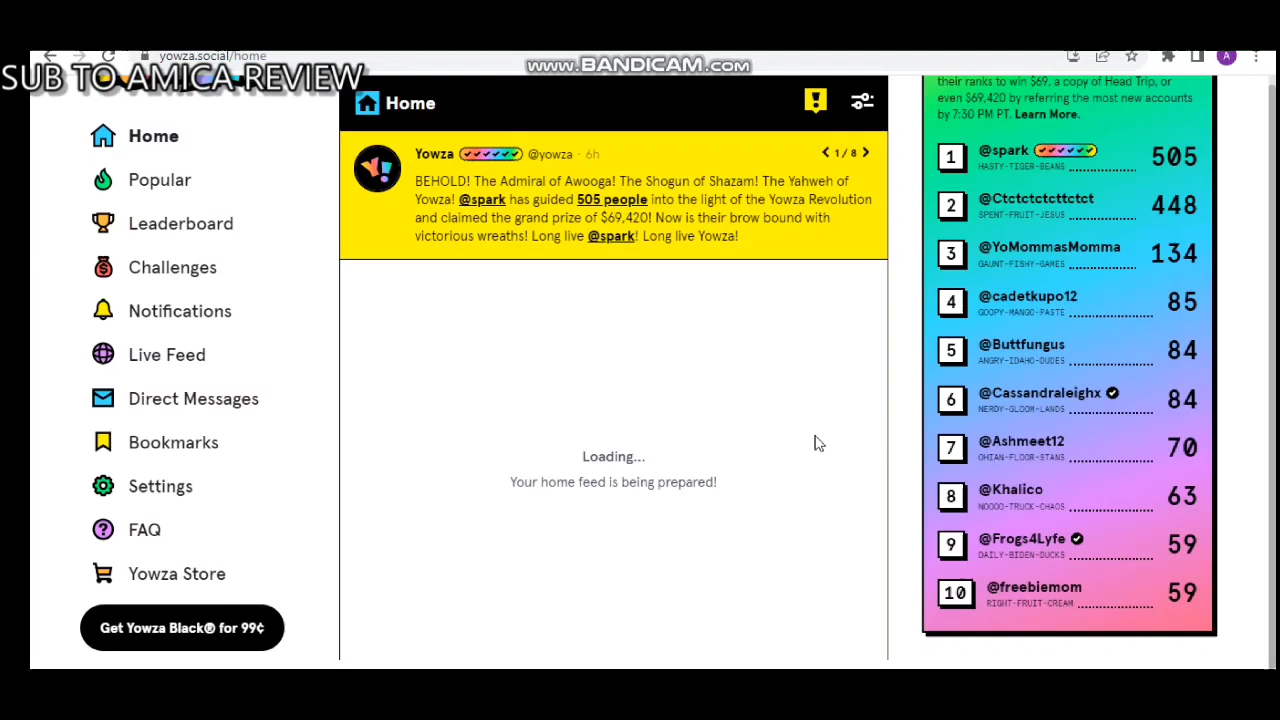 yowza.social/home
www.BANDICAM.com
SUB TO AMICA REVIEW
A
Home
Popular
Leaderboard
Challenges
Notifications
Live Feed
Direct Messages
Bookmarks
Settings
FAQ
Yowza Store
Get Yowza Black® for 99¢
Home
Yowza @yowza · 6h
1 / 8
BEHOLD! The Admiral of Awooga! The Shogun of Shazam! The Yahweh of
Yowza! @spark has guided 505 people into the light of the Yowza Revolution
and claimed the grand prize of $69,420! Now is their brow bound with
victorious wreaths! Long live @spark! Long live Yowza!
Loading...
Your home feed is being prepared!
their ranks to win $69, a copy of Head Trip, or
even $69,420 by referring the most new accounts
by 7:30 PM PT. Learn More.
1 @spark 505
HASTY-TIGER-BEANS
2 @Ctctctctcttctct 448
SPENT-FRUIT-JESUS
3 @YoMommasMomma 134
GAUNT-FISHY-GAMES
4 @cadetkupo12 85
GOOPY-MANGO-PASTE
5 @Buttfungus 84
ANGRY-IDAHO-DUDES
6 @Cassandraleighx 84
NERDY-GLOOM-LANDS
7 @Ashmeet12 70
OHIAN-FLOOR-STANS
8 @Khalico 63
NOOOO-TRUCK-CHAOS
9 @Frogs4Lyfe 59
DAILY-BIDEN-DUCKS
10 @freebiemom 59
RIGHT-FRUIT-CREAM